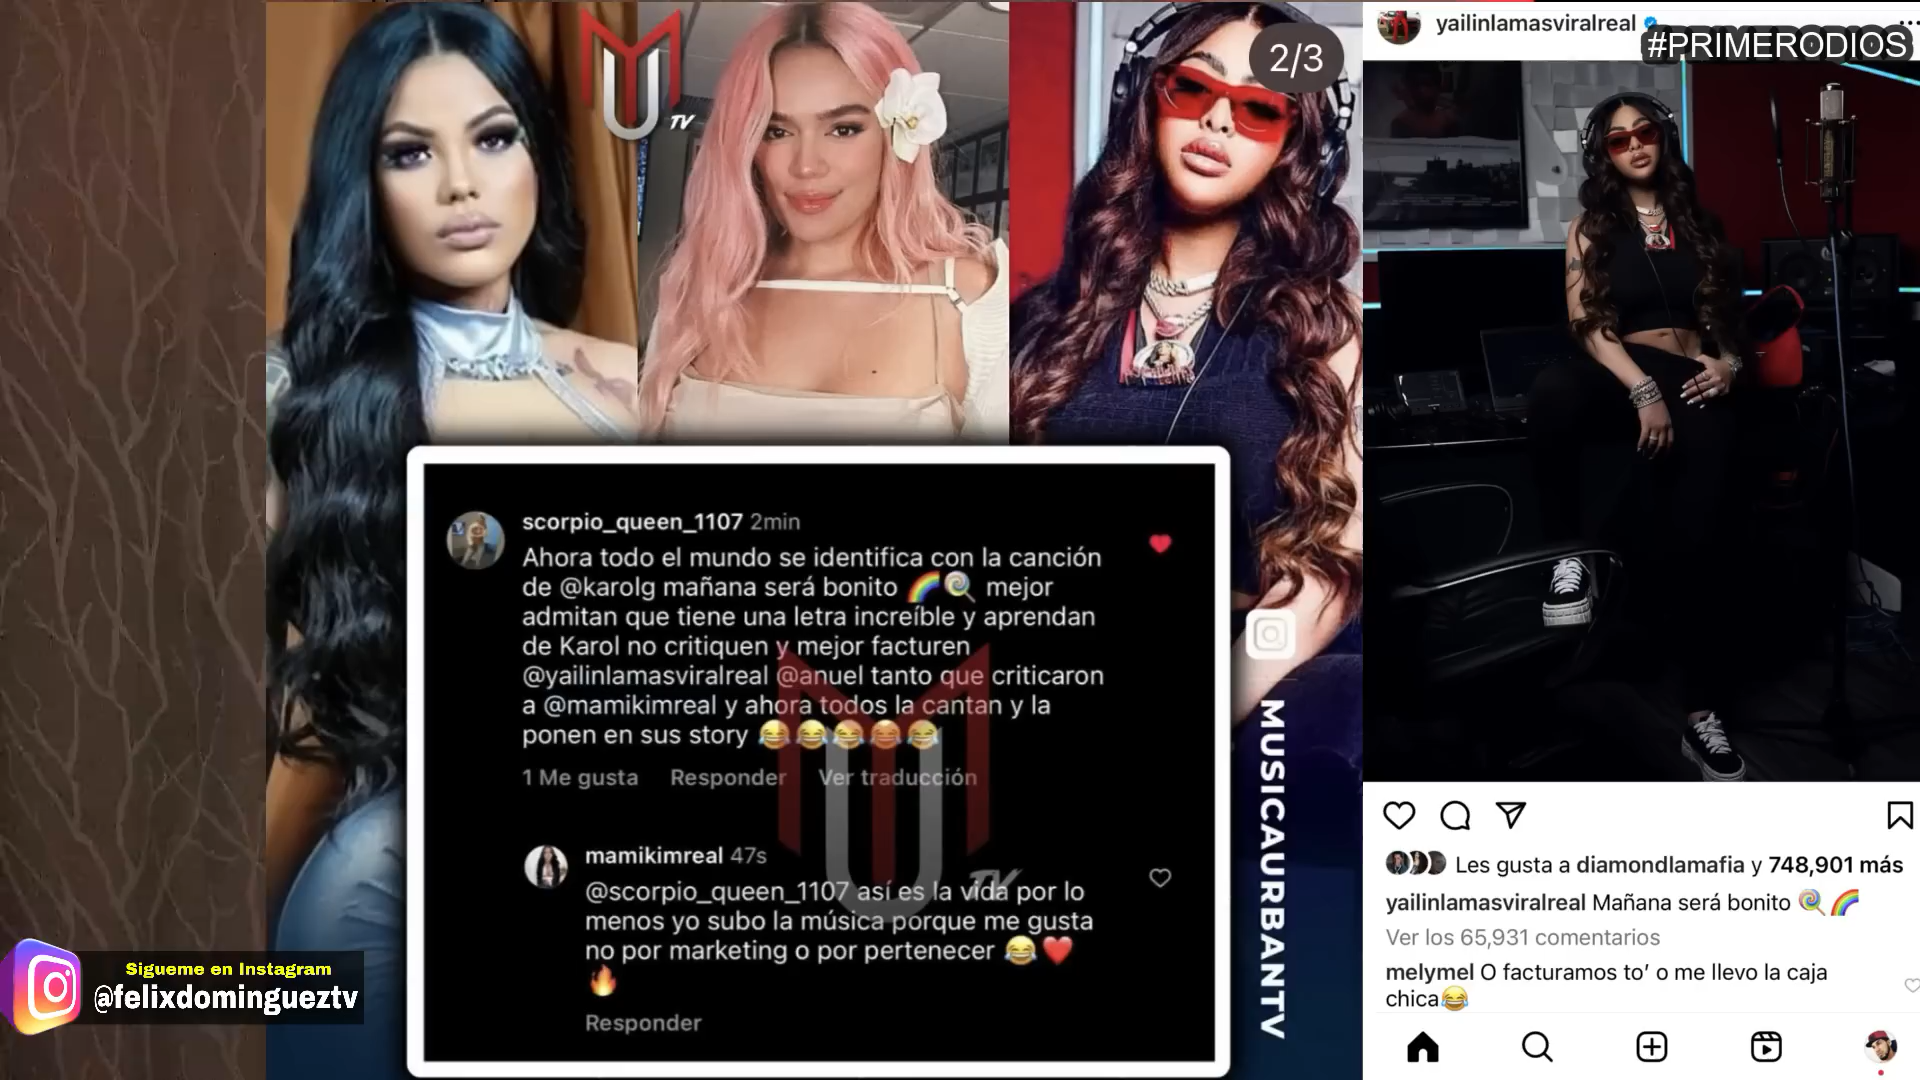 2/3
TV
scorpio_queen_1107 2min
Ahora todo el mundo se identifica con la canción
de @karolg mañana será bonito 🌈🍭 mejor
admitan que tiene una letra increíble y aprendan
de Karol no critiquen y mejor facturen
@yailinlamasviralreal @anuel tanto que criticaron
a @mamikimreal y ahora todos la cantan y la
ponen en sus story 😂😂😂😂😂
1 Me gusta Responder Ver traducción
mamikimreal 47s
@scorpio_queen_1107 así es la vida por lo
menos yo subo la música porque me gusta
no por marketing o por pertenecer 😂❤️
🔥
Responder
TV
MUSICAURBANTV
Sigueme en Instagram
@felixdomingueztv
yailinlamasviralreal
#PRIMERODIOS
Les gusta a diamondlamafia y 748,901 más
yailinlamasviralreal Mañana será bonito 🍭🌈
Ver los 65,931 comentarios
melymel O facturamos to’ o me llevo la caja
chica😂